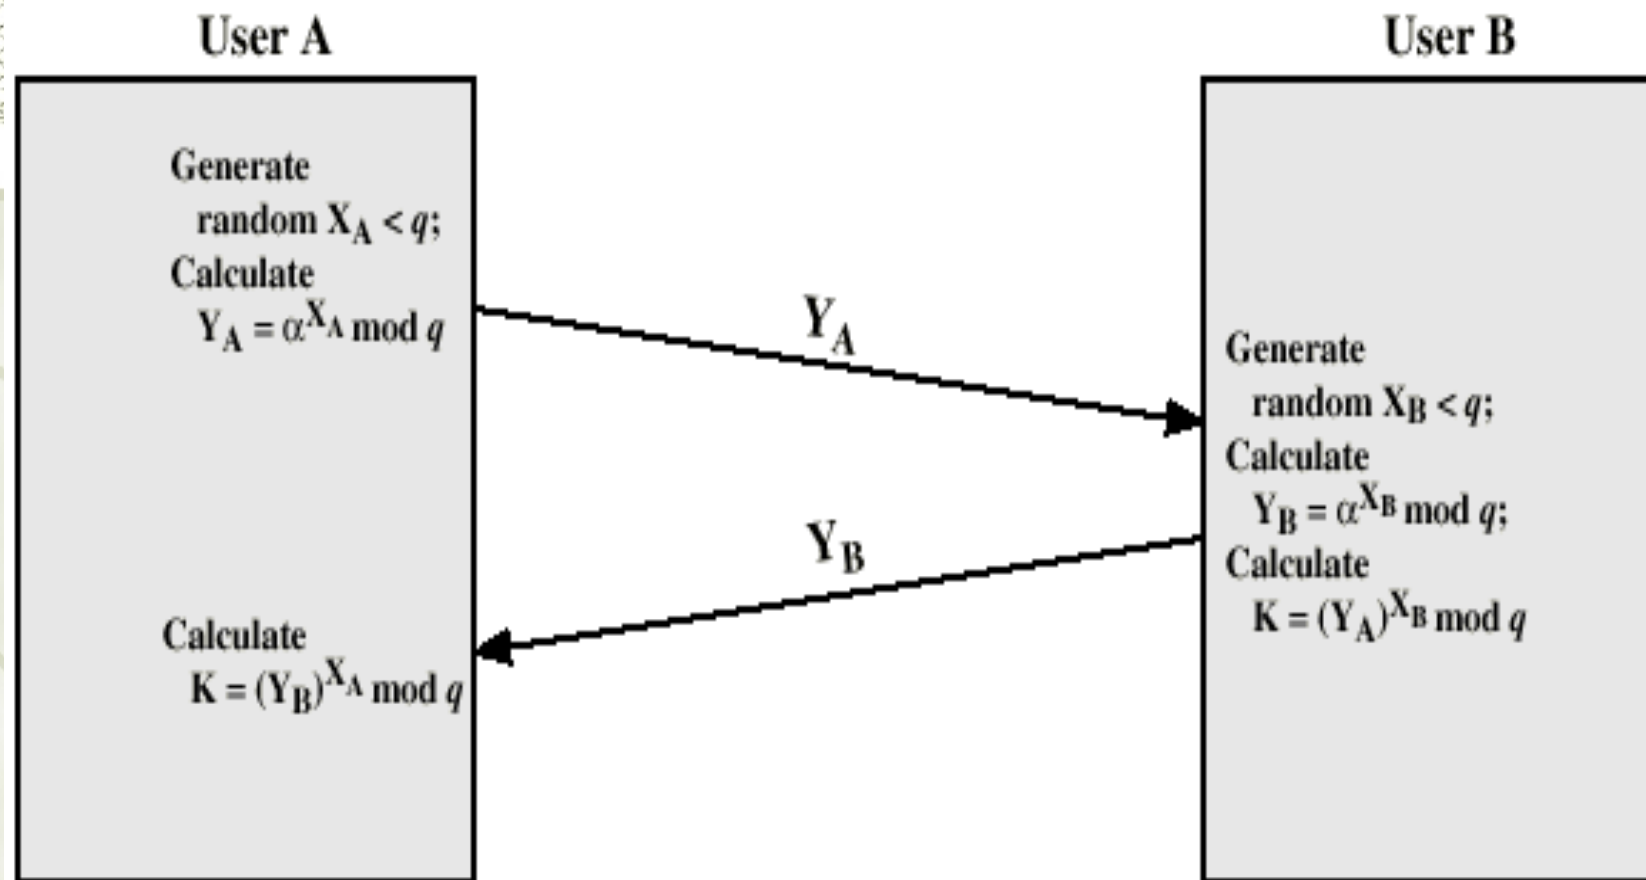 User A
Generate
random X_A < q;
Calculate
Y_A = α^X_A mod q
Calculate
K = (Y_B)^X_A mod q
Y_A
Y_B
User B
Generate
random X_B < q;
Calculate
Y_B = α^X_B mod q;
Calculate
K = (Y_A)^X_B mod q